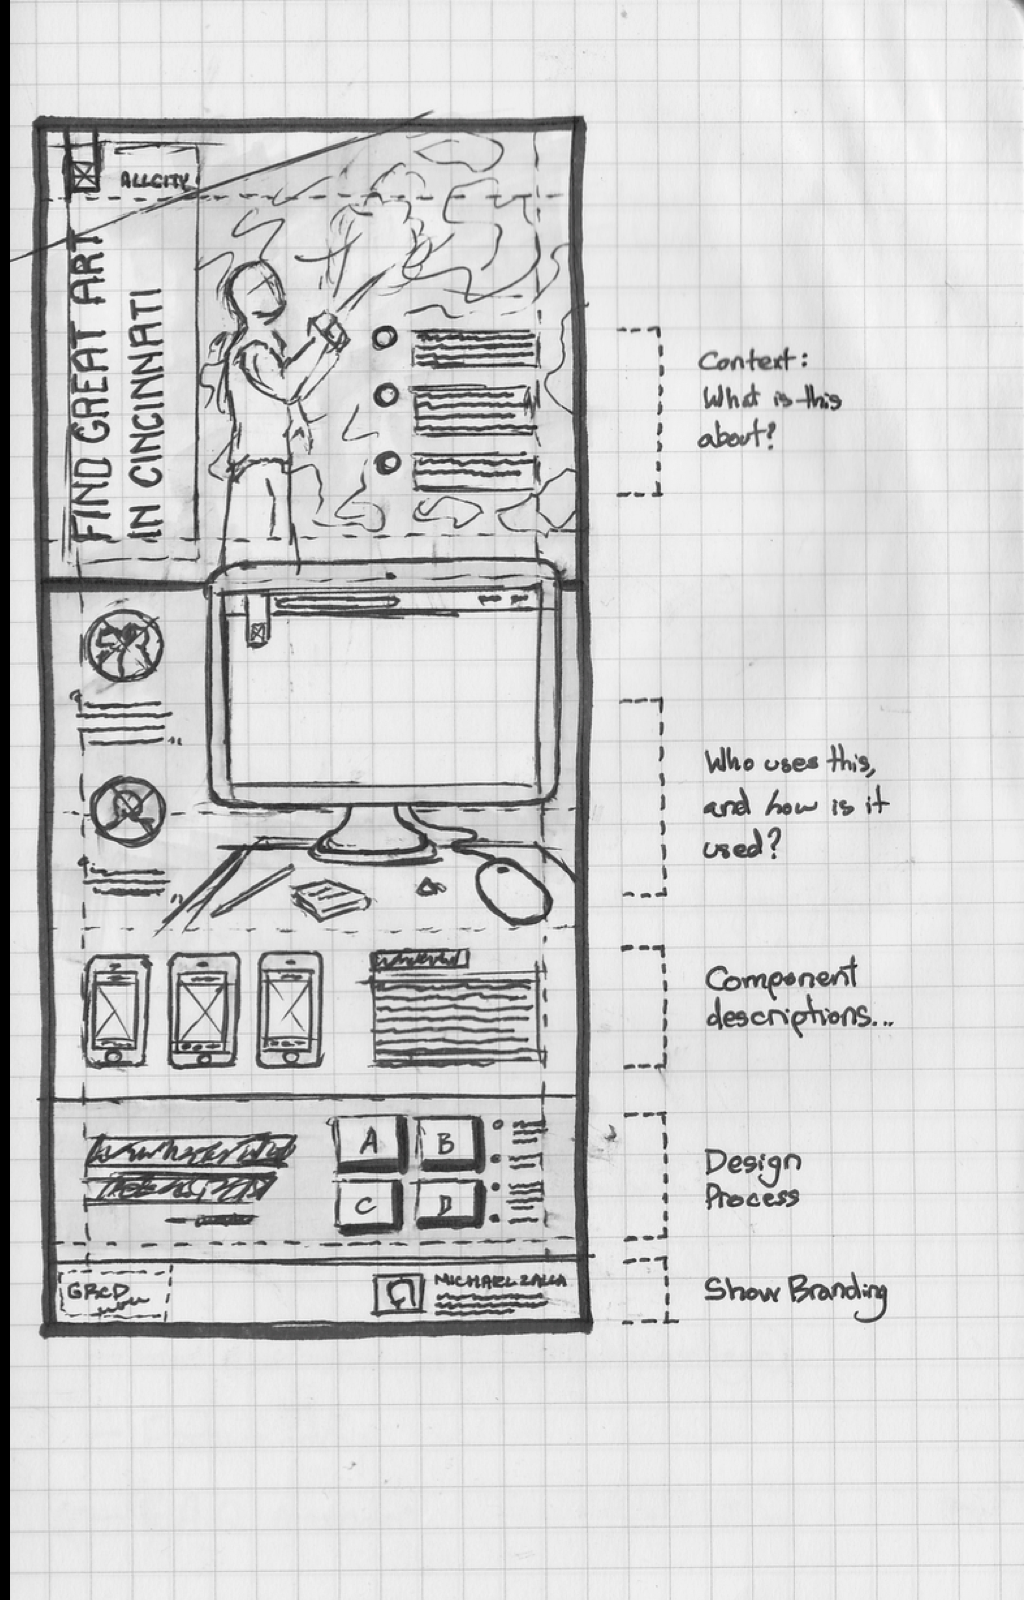 ALLCITY
FIND GREAT ART
IN CINCINNATI
Context:
What is this
about?
Who uses this,
and how is it
used?
Component
descriptions...
A
B
C
D
Design
Process
GRCD
MICHAEL ZALLA
Show Branding